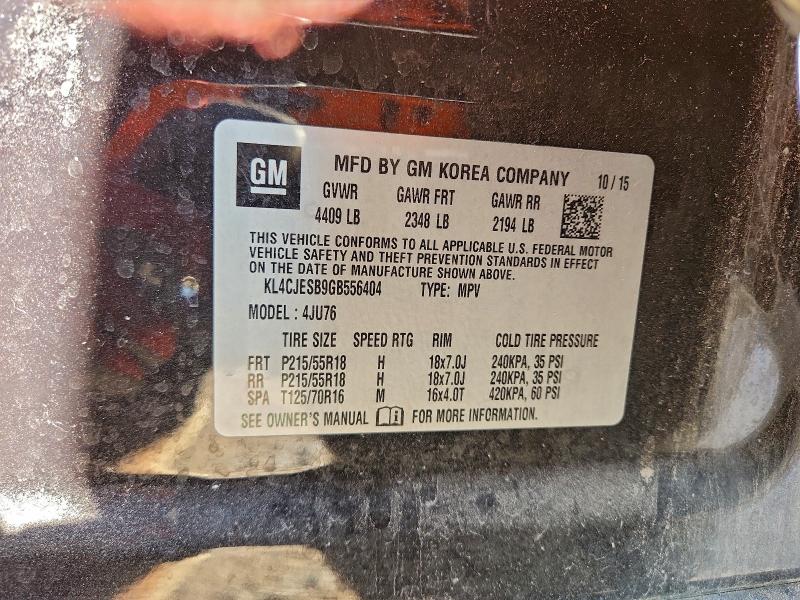 GM
MFD BY GM KOREA COMPANY 10 / 15
GVWR GAWR FRT GAWR RR
4409 LB 2348 LB 2194 LB
THIS VEHICLE CONFORMS TO ALL APPLICABLE U.S. FEDERAL MOTOR
VEHICLE SAFETY AND THEFT PREVENTION STANDARDS IN EFFECT
ON THE DATE OF MANUFACTURE SHOWN ABOVE.
KL4CJESB9GB556404 TYPE: MPV
MODEL : 4JU76
TIRE SIZE SPEED RTG RIM COLD TIRE PRESSURE
FRT P215/55R18 H 18x7.0J 240KPA, 35 PSI
RR P215/55R18 H 18x7.0J 240KPA, 35 PSI
SPA T125/70R16 M 16x4.0T 420KPA, 60 PSI
SEE OWNER'S MANUAL FOR MORE INFORMATION.